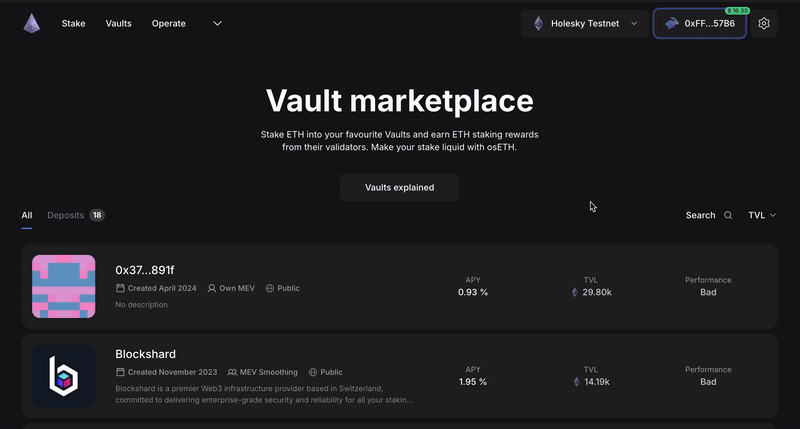 Stake Vaults Operate Holesky Testnet 0xFF...57B6
$ 16.35
Vault marketplace
Stake ETH into your favourite Vaults and earn ETH staking rewards
from their validators. Make your stake liquid with osETH.
Vaults explained
All Deposits 18 Search TVL
0x37...891f
Created April 2024 Own MEV Public
No description
APY
0.93 %
TVL
29.80k
Performance
Bad
Blockshard
Created November 2023 MEV Smoothing Public
Blockshard is a premier Web3 infrastructure provider based in Switzerland,
committed to delivering enterprise-grade security and reliability for all your stakin...
APY
1.95 %
TVL
14.19k
Performance
Bad